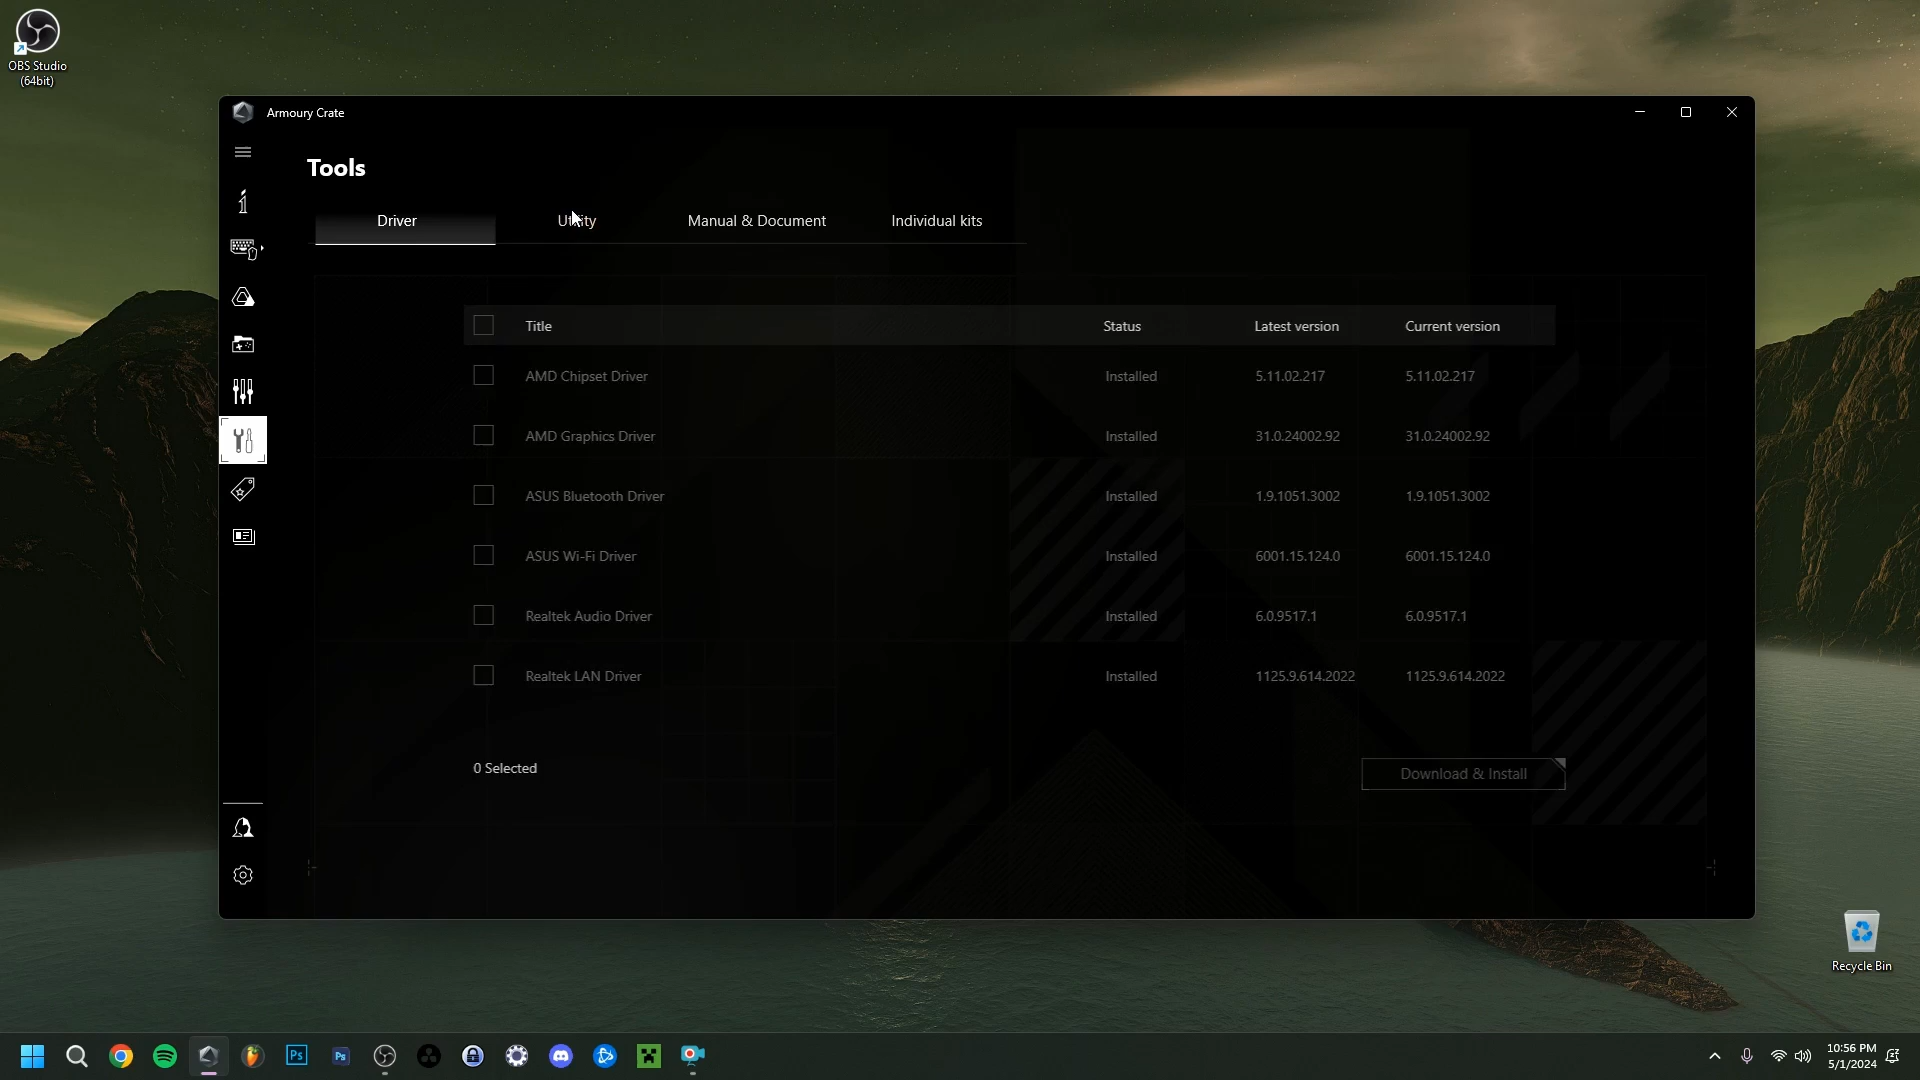 OBS Studio
(64bit)
Armoury Crate
Tools
Driver
Utility
Manual & Document
Individual kits
Title
Status
Latest version
Current version
AMD Chipset Driver
Installed
5.11.02.217
5.11.02.217
AMD Graphics Driver
Installed
31.0.24002.92
31.0.24002.92
ASUS Bluetooth Driver
Installed
1.9.1051.3002
1.9.1051.3002
ASUS Wi-Fi Driver
Installed
6001.15.124.0
6001.15.124.0
Realtek Audio Driver
Installed
6.0.9517.1
6.0.9517.1
Realtek LAN Driver
Installed
1125.9.614.2022
1125.9.614.2022
0 Selected
Download & Install
Recycle Bin
Ps
Ps
10:56 PM
5/1/2024